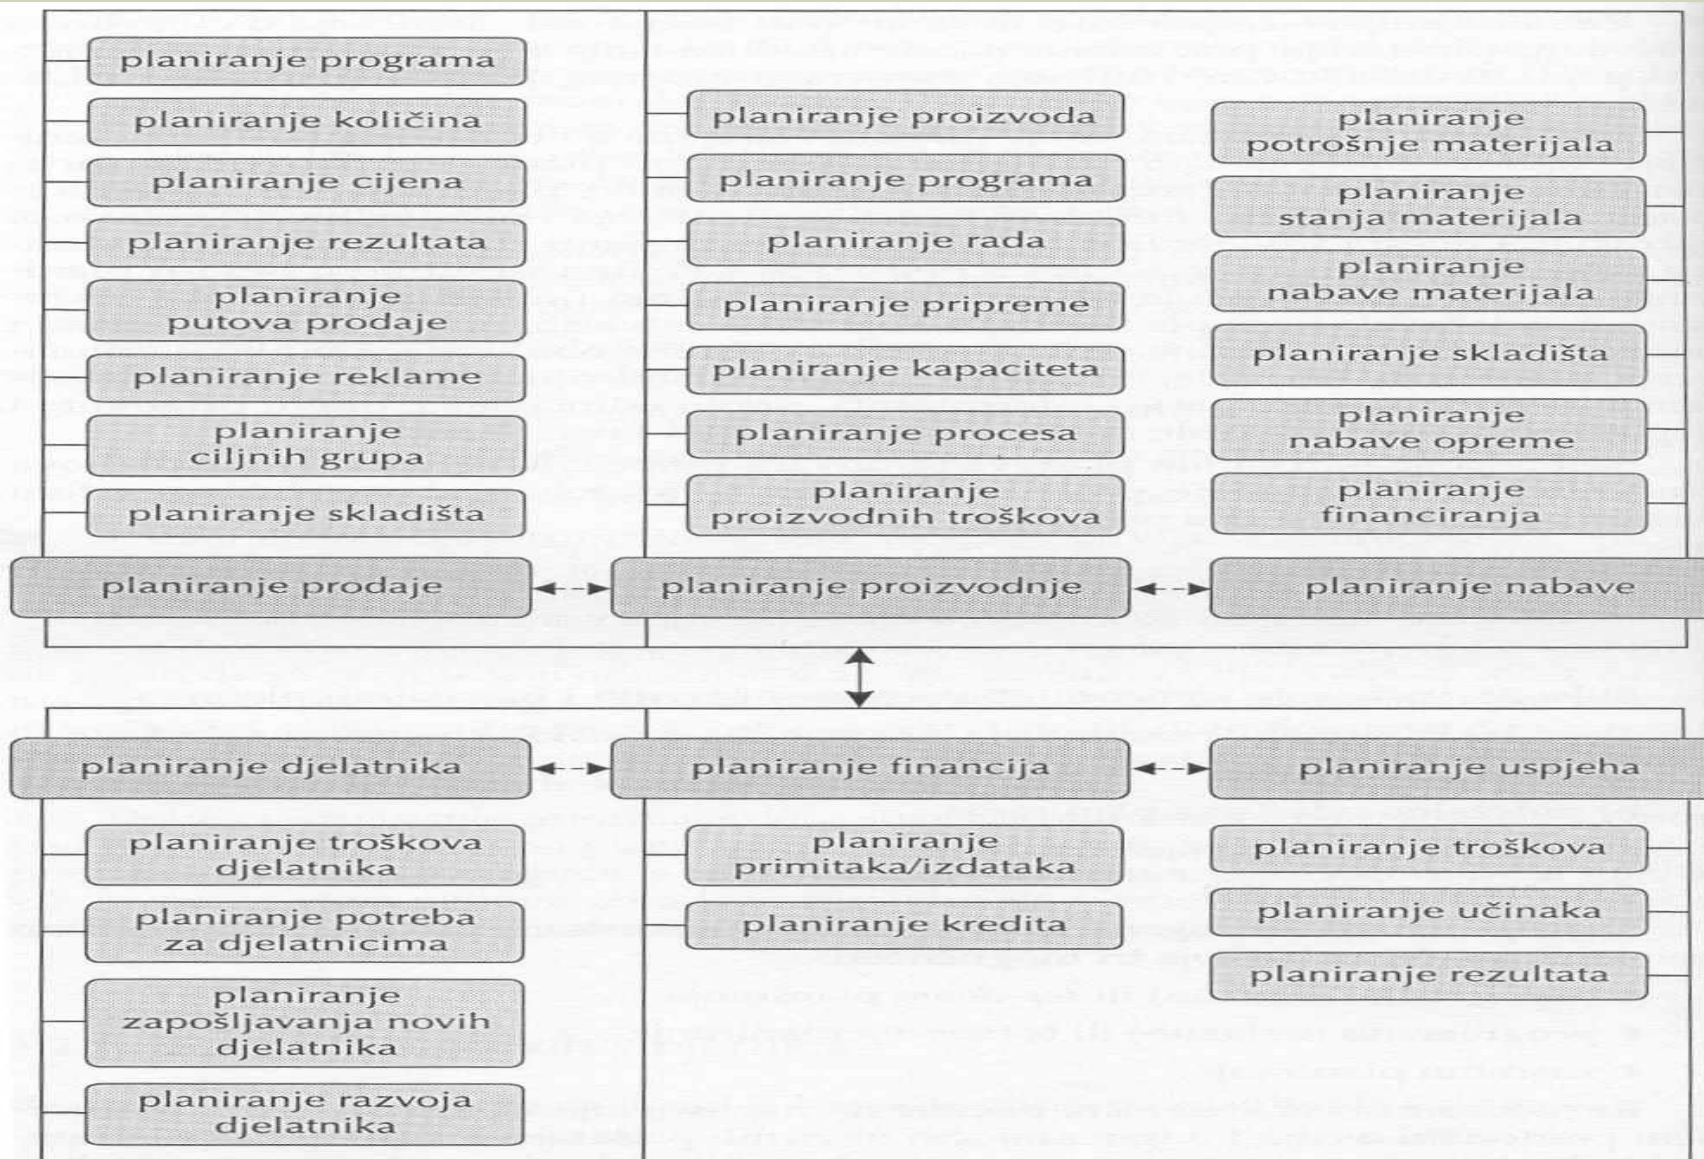 planiranje programa
planiranje količina
planiranje cijena
planiranje rezultata
planiranje
putova prodaje
planiranje reklame
planiranje
ciljnih grupa
planiranje skladišta
planiranje prodaje
planiranje proizvoda
planiranje programa
planiranje rada
planiranje pripreme
planiranje kapaciteta
planiranje procesa
planiranje
proizvodnih troškova
planiranje proizvodnje
planiranje
potrošnje materijala
planiranje
stanja materijala
planiranje
nabave materijala
planiranje skladišta
planiranje
nabave opreme
planiranje
financiranja
planiranje nabave
planiranje djelatnika
planiranje troškova
djelatnika
planiranje potreba
za djelatnicima
planiranje
zapošljavanja novih
djelatnika
planiranje razvoja
djelatnika
planiranje financija
planiranje
primitaka/izdataka
planiranje kredita
planiranje uspjeha
planiranje troškova
planiranje učinaka
planiranje rezultata